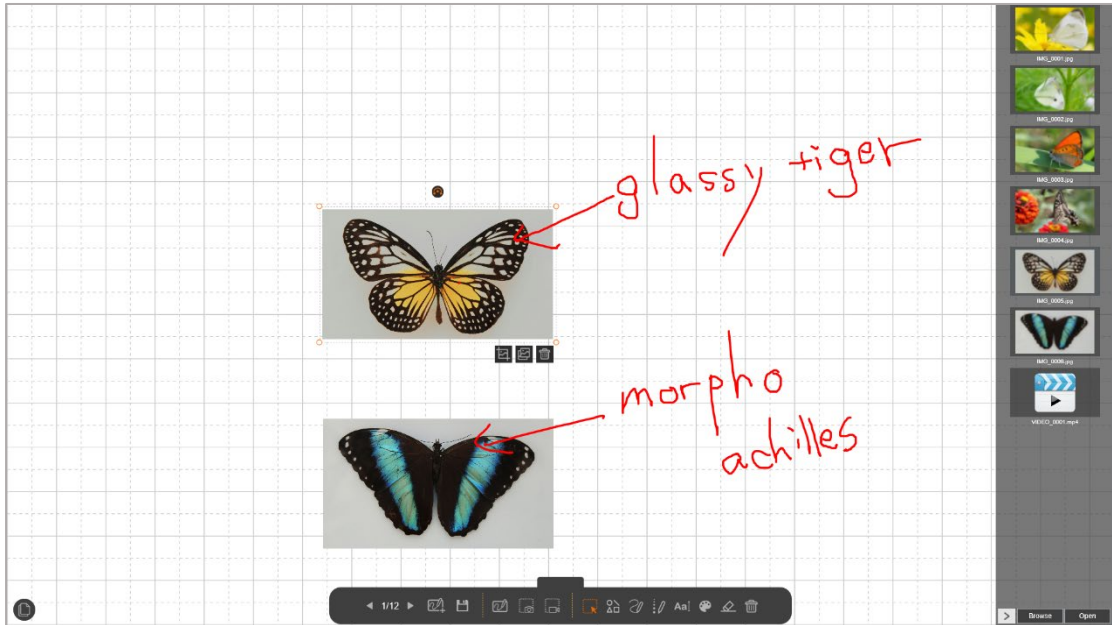 IMG_0001.jpg
IMG_0002.jpg
IMG_0003.jpg
glassy tiger
IMG_0004.jpg
IMG_0005.jpg
IMG_0006.jpg
morpho
achilles
VIDEO_0001.mp4
1/12
Aa
Browse
Open